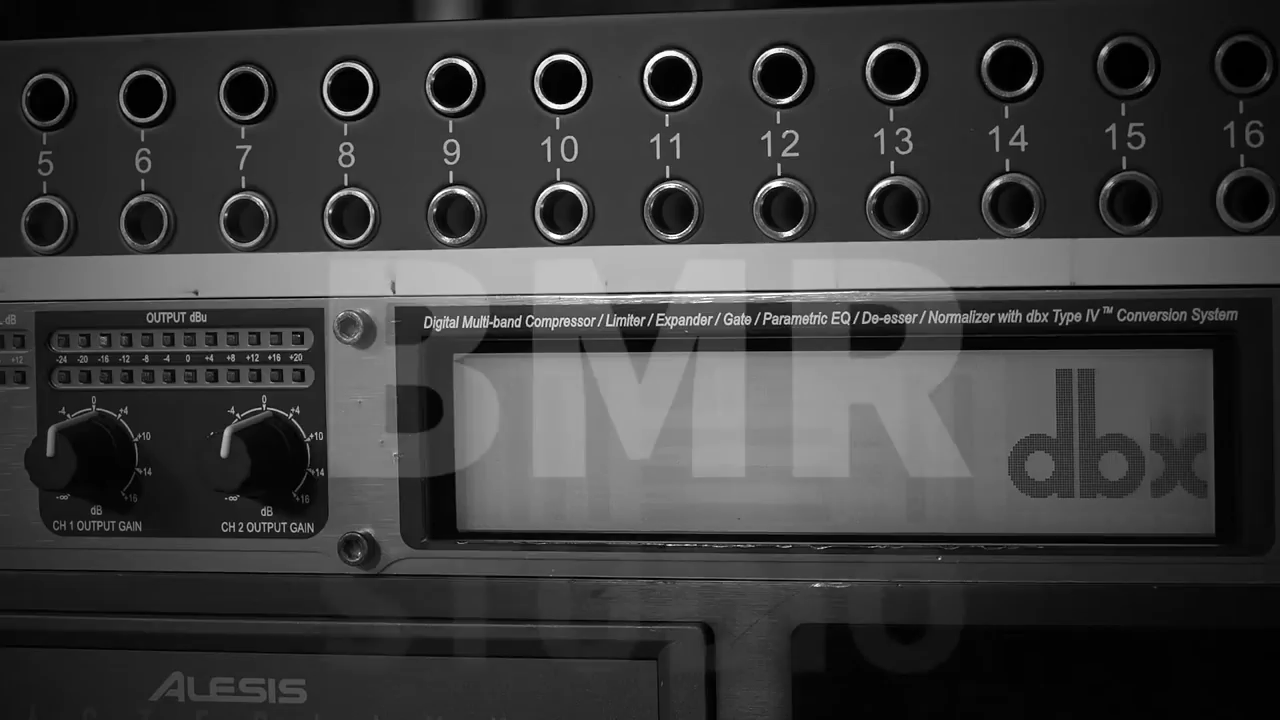 5 6 7 8 9 10 11 12 13 14 15 16
BMR
OUTPUT dBu
Digital Multi-band Compressor / Limiter / Expander / Gate / Parametric EQ / De-esser / Normalizer with dbx Type IV™ Conversion System
dB
+12
-24 -20 -16 -12 -8 -4 0 +4 +8 +12 +16 +20
dbx
-4 0 +4 +10 +14 +16 -∞ dB
-4 0 +4 +10 +14 +16 -∞ dB
CH 1 OUTPUT GAIN
CH 2 OUTPUT GAIN
STUDIO
ALESIS